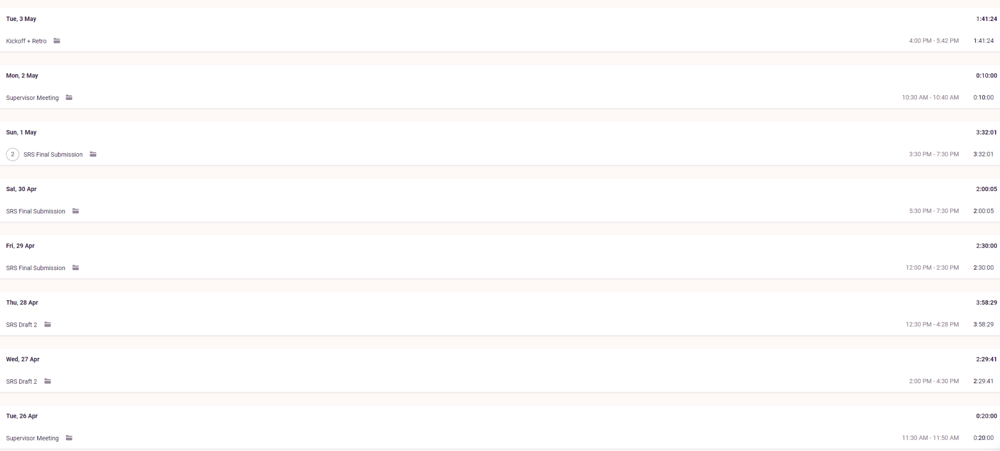 Tue, 3 May 1:41:24
Kickoff + Retro 4:00 PM - 5:42 PM 1:41:24
Mon, 2 May 0:10:00
Supervisor Meeting 10:30 AM - 10:40 AM 0:10:00
Sun, 1 May 3:32:01
2 SRS Final Submission 3:30 PM - 7:30 PM 3:32:01
Sat, 30 Apr 2:00:05
SRS Final Submission 5:30 PM - 7:30 PM 2:00:05
Fri, 29 Apr 2:30:00
SRS Final Submission 12:00 PM - 2:30 PM 2:30:00
Thu, 28 Apr 3:58:29
SRS Draft 2 12:30 PM - 4:28 PM 3:58:29
Wed, 27 Apr 2:29:41
SRS Draft 2 2:00 PM - 4:30 PM 2:29:41
Tue, 26 Apr 0:20:00
Supervisor Meeting 11:30 AM - 11:50 AM 0:20:00